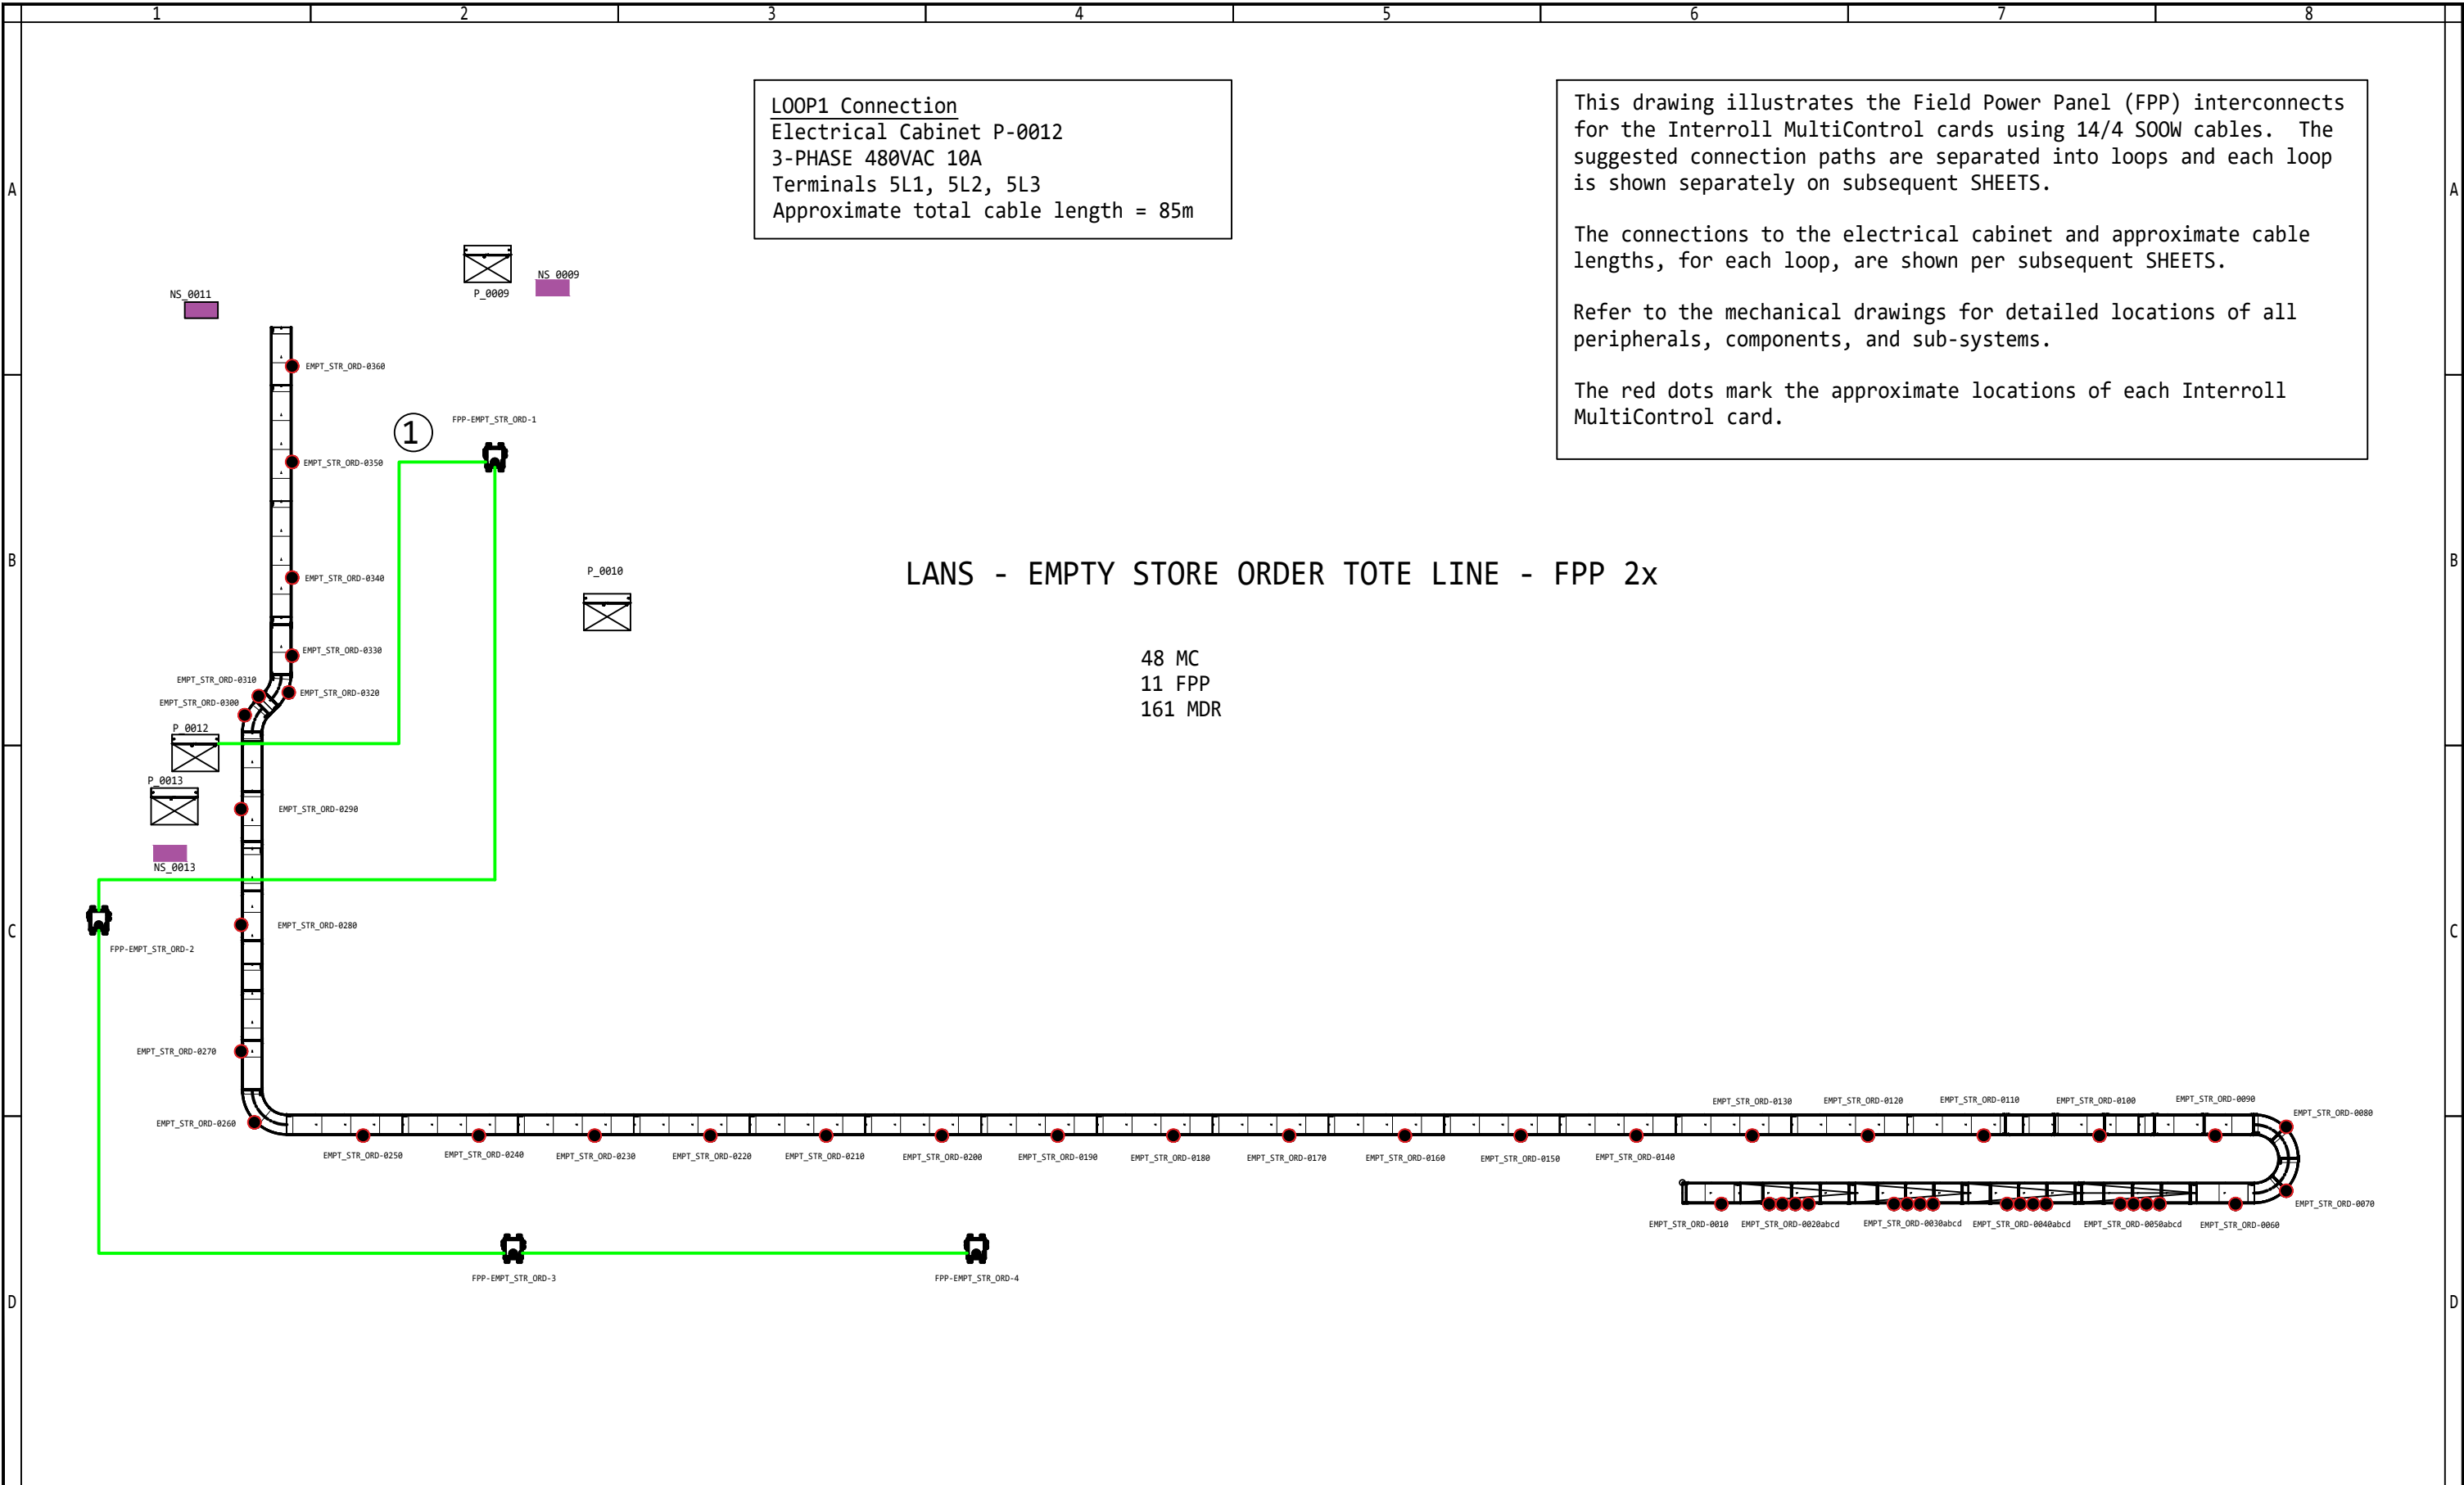 1 2 3 4 5 6 7 8
LOOP1 Connection
Electrical Cabinet P-0012
3-PHASE 480VAC 10A
Terminals 5L1, 5L2, 5L3
Approximate total cable length = 85m
This drawing illustrates the Field Power Panel (FPP) interconnects
for the Interroll MultiControl cards using 14/4 SOOW cables. The
suggested connection paths are separated into loops and each loop
is shown separately on subsequent SHEETS.
The connections to the electrical cabinet and approximate cable
lengths, for each loop, are shown per subsequent SHEETS.
Refer to the mechanical drawings for detailed locations of all
peripherals, components, and sub-systems.
The red dots mark the approximate locations of each Interroll
MultiControl card.
A A
NS_0009
P_0009
NS_0011
EMPT_STR_ORD-0360
1
FPP-EMPT_STR_ORD-1
EMPT_STR_ORD-0350
B B
P_0010
LANS - EMPTY STORE ORDER TOTE LINE - FPP 2x
EMPT_STR_ORD-0340
48 MC
11 FPP
161 MDR
EMPT_STR_ORD-0330
EMPT_STR_ORD-0310
EMPT_STR_ORD-0320
EMPT_STR_ORD-0300
P_0012
P_0013
EMPT_STR_ORD-0290
NS_0013
EMPT_STR_ORD-0280
C C
FPP-EMPT_STR_ORD-2
EMPT_STR_ORD-0270
EMPT_STR_ORD-0130 EMPT_STR_ORD-0120 EMPT_STR_ORD-0110 EMPT_STR_ORD-0100 EMPT_STR_ORD-0090
EMPT_STR_ORD-0080
EMPT_STR_ORD-0260
EMPT_STR_ORD-0250 EMPT_STR_ORD-0240 EMPT_STR_ORD-0230 EMPT_STR_ORD-0220 EMPT_STR_ORD-0210 EMPT_STR_ORD-0200 EMPT_STR_ORD-0190 EMPT_STR_ORD-0180 EMPT_STR_ORD-0170 EMPT_STR_ORD-0160 EMPT_STR_ORD-0150 EMPT_STR_ORD-0140
EMPT_STR_ORD-0070
EMPT_STR_ORD-0010 EMPT_STR_ORD-0020abcd EMPT_STR_ORD-0030abcd EMPT_STR_ORD-0040abcd EMPT_STR_ORD-0050abcd EMPT_STR_ORD-0060
FPP-EMPT_STR_ORD-3 FPP-EMPT_STR_ORD-4
D D